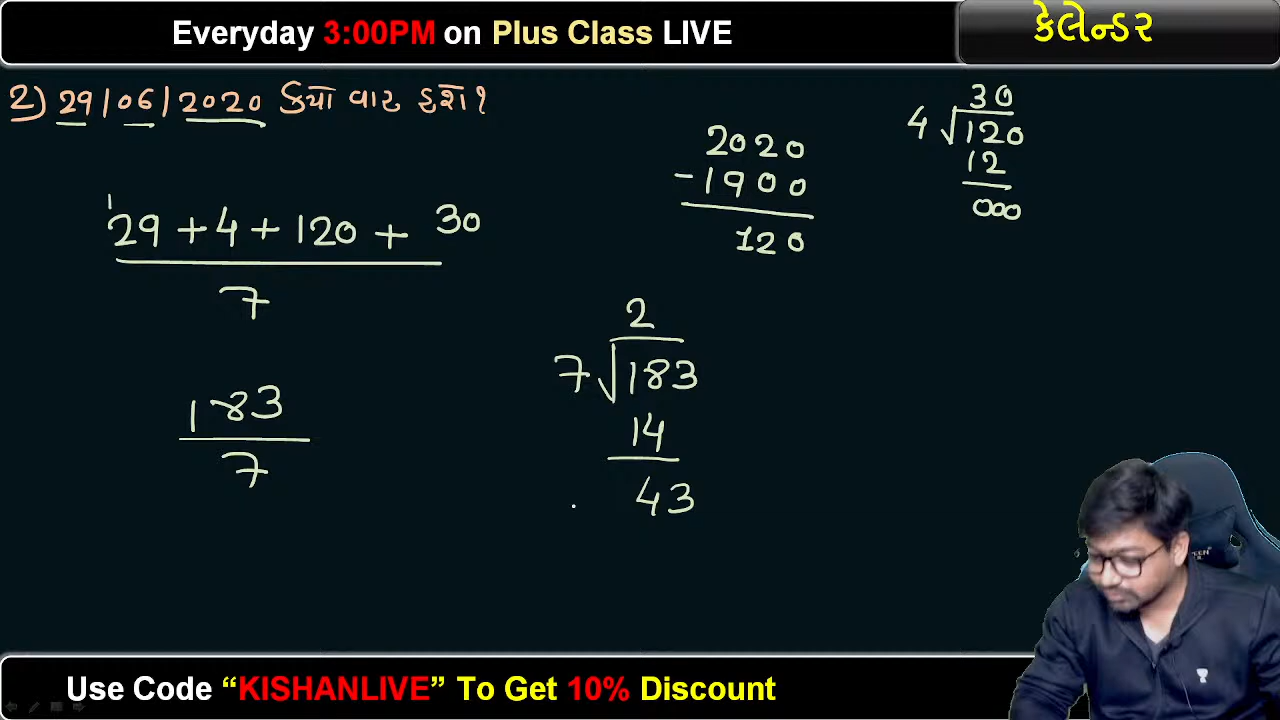 Everyday 3:00PM on Plus Class LIVE
કેલેન્ડર
2) 29/06/2020 ક્યો વાર હશે?
29 + 4 + 120 + 30
7
183
7
2020
-1900
120
30
4 √120
12
000
2
7 √183
14
43
Use Code “KISHANLIVE” To Get 10% Discount